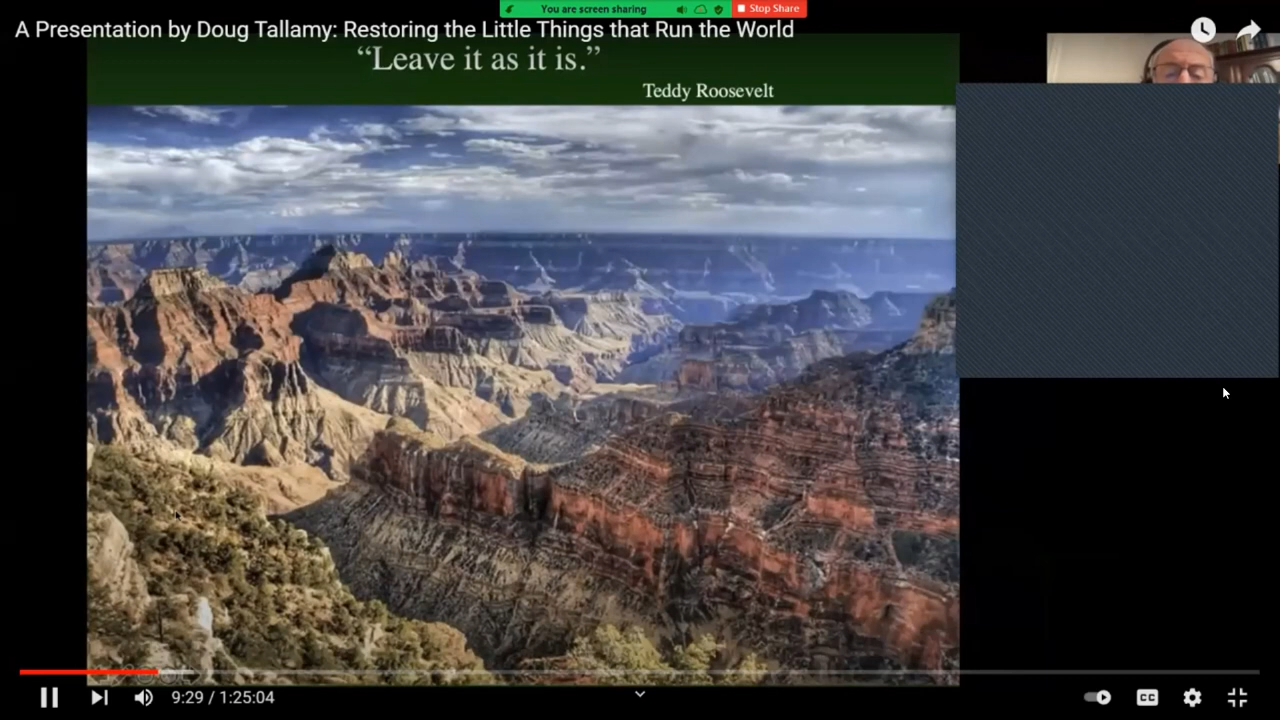 You are screen sharing
Stop Share
A Presentation by Doug Tallamy: Restoring the Little Things that Run the World
“Leave it as it is.”
Teddy Roosevelt
9:29 / 1:25:04
CC